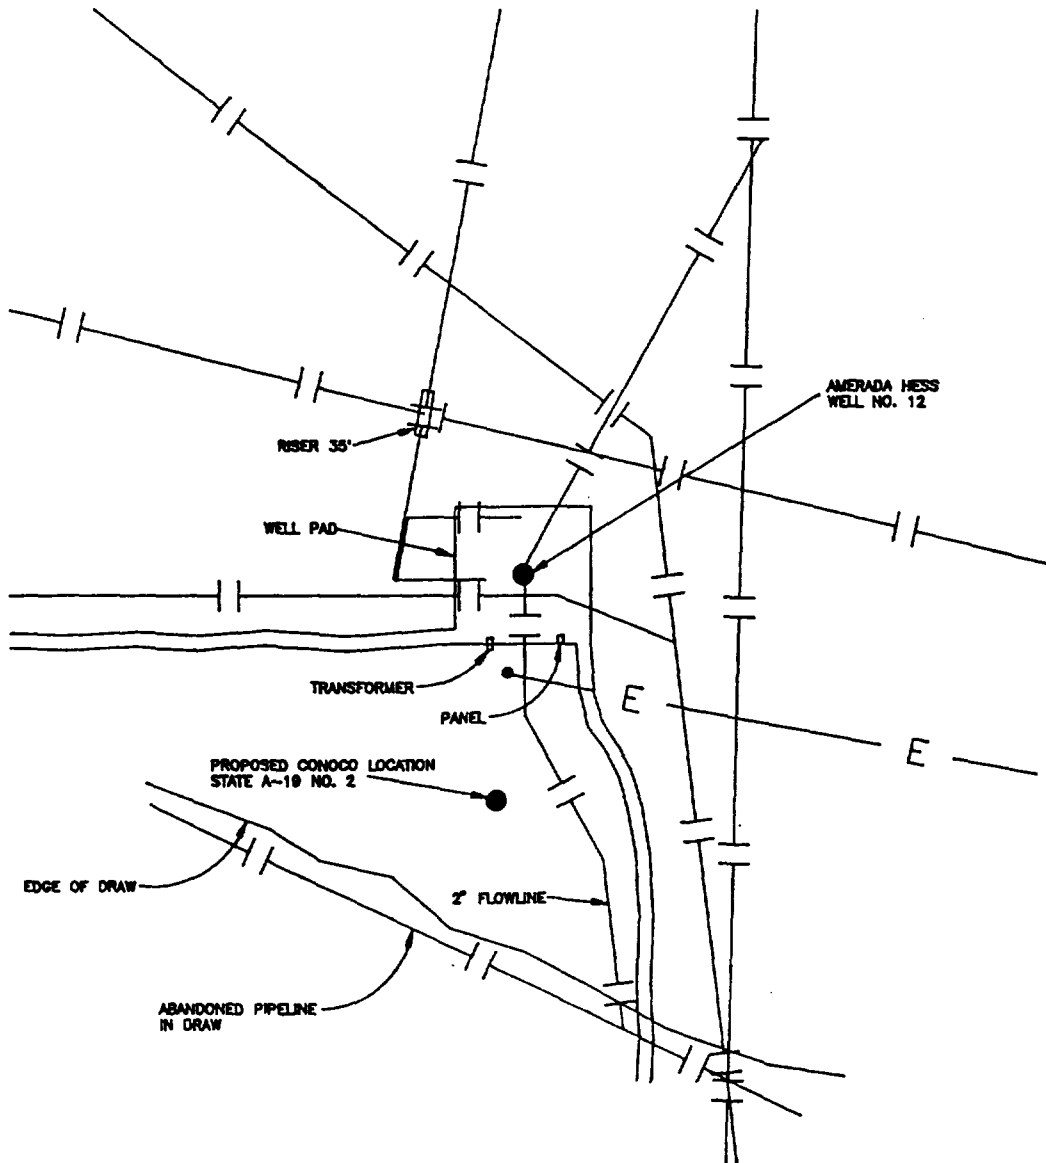 AMERADA HESS
WELL NO. 12
RISER 35'
WELL PAD
TRANSFORMER
E
PANEL
E
PROPOSED CONOCO LOCATION
STATE A-19 NO. 2
EDGE OF DRAW
2" FLOWLINE
ABANDONED PIPELINE
IN DRAW